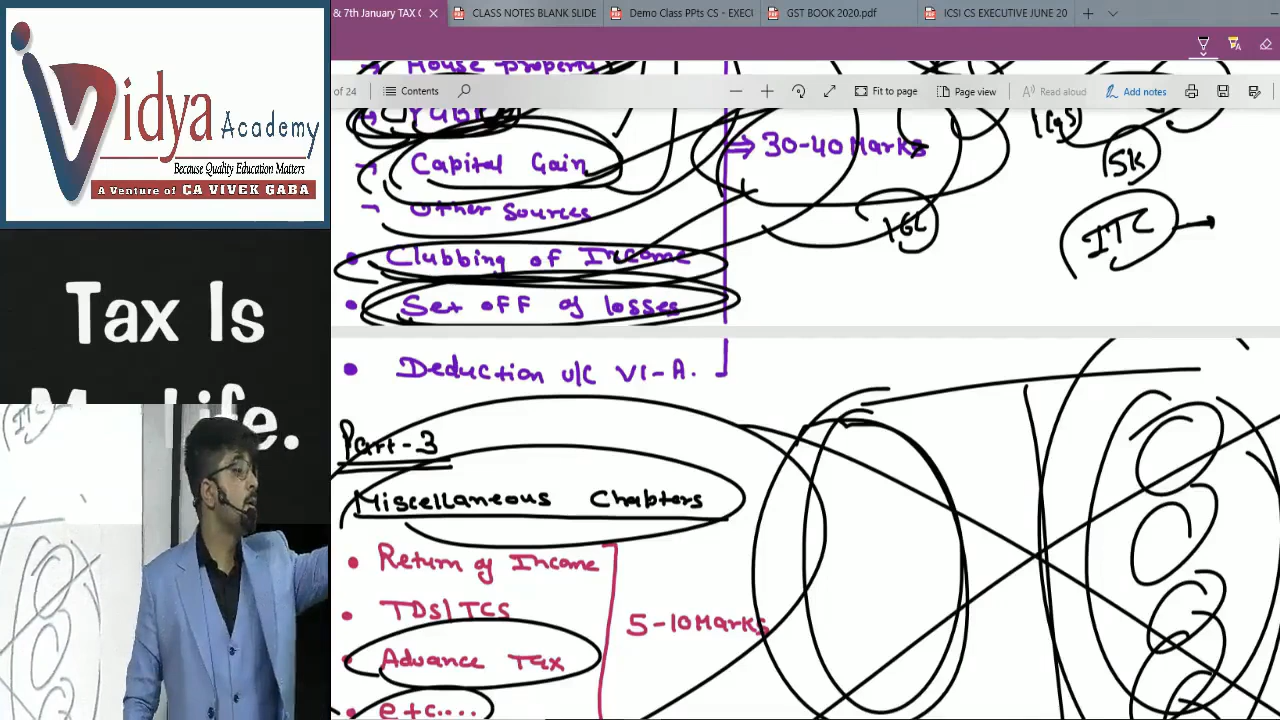 & 7th January TAX C
CLASS NOTES BLANK SLIDE
Demo Class PPts CS - EXECU
GST BOOK 2020.pdf
ICSI CS EXECUTIVE JUNE 20
of 24
Contents
Fit to page
Page view
Read aloud
Add notes
Vidya Academy
Because Quality Education Matters
A Venture of CA VIVEK GABA
Tax Is
My Life.
House Property
PGBP
Capital Gain
Other Sources
⇒ 30-40 Marks
5K
ITC →
Clubbing of Income
Set off of losses
Deduction u/c VI-A.
Part-3
Miscellaneous Chapters
Return of Income
TDS/TCS
Advance Tax
etc....
5-10 Marks
ITC